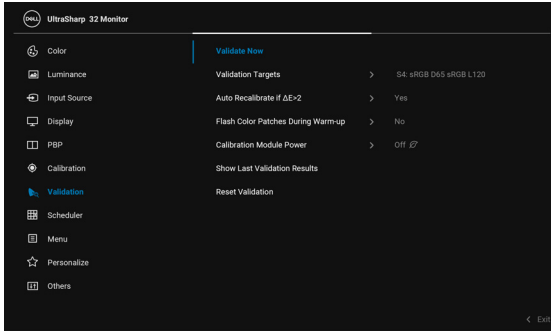 DELL UltraSharp 32 Monitor
Color
Luminance
Input Source
Display
PBP
Calibration
Validation
Scheduler
Menu
Personalize
Others
Validate Now
Validation Targets > S4: sRGB D65 sRGB L120
Auto Recalibrate if ΔE>2 > Yes
Flash Color Patches During Warm-up > No
Calibration Module Power > Off
Show Last Validation Results
Reset Validation
< Exit